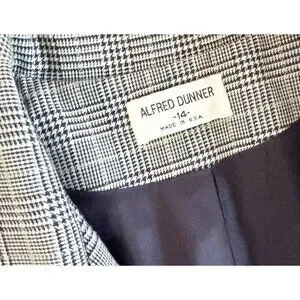 ALFRED DUNNER
-14-
MADE IN U.S.A.